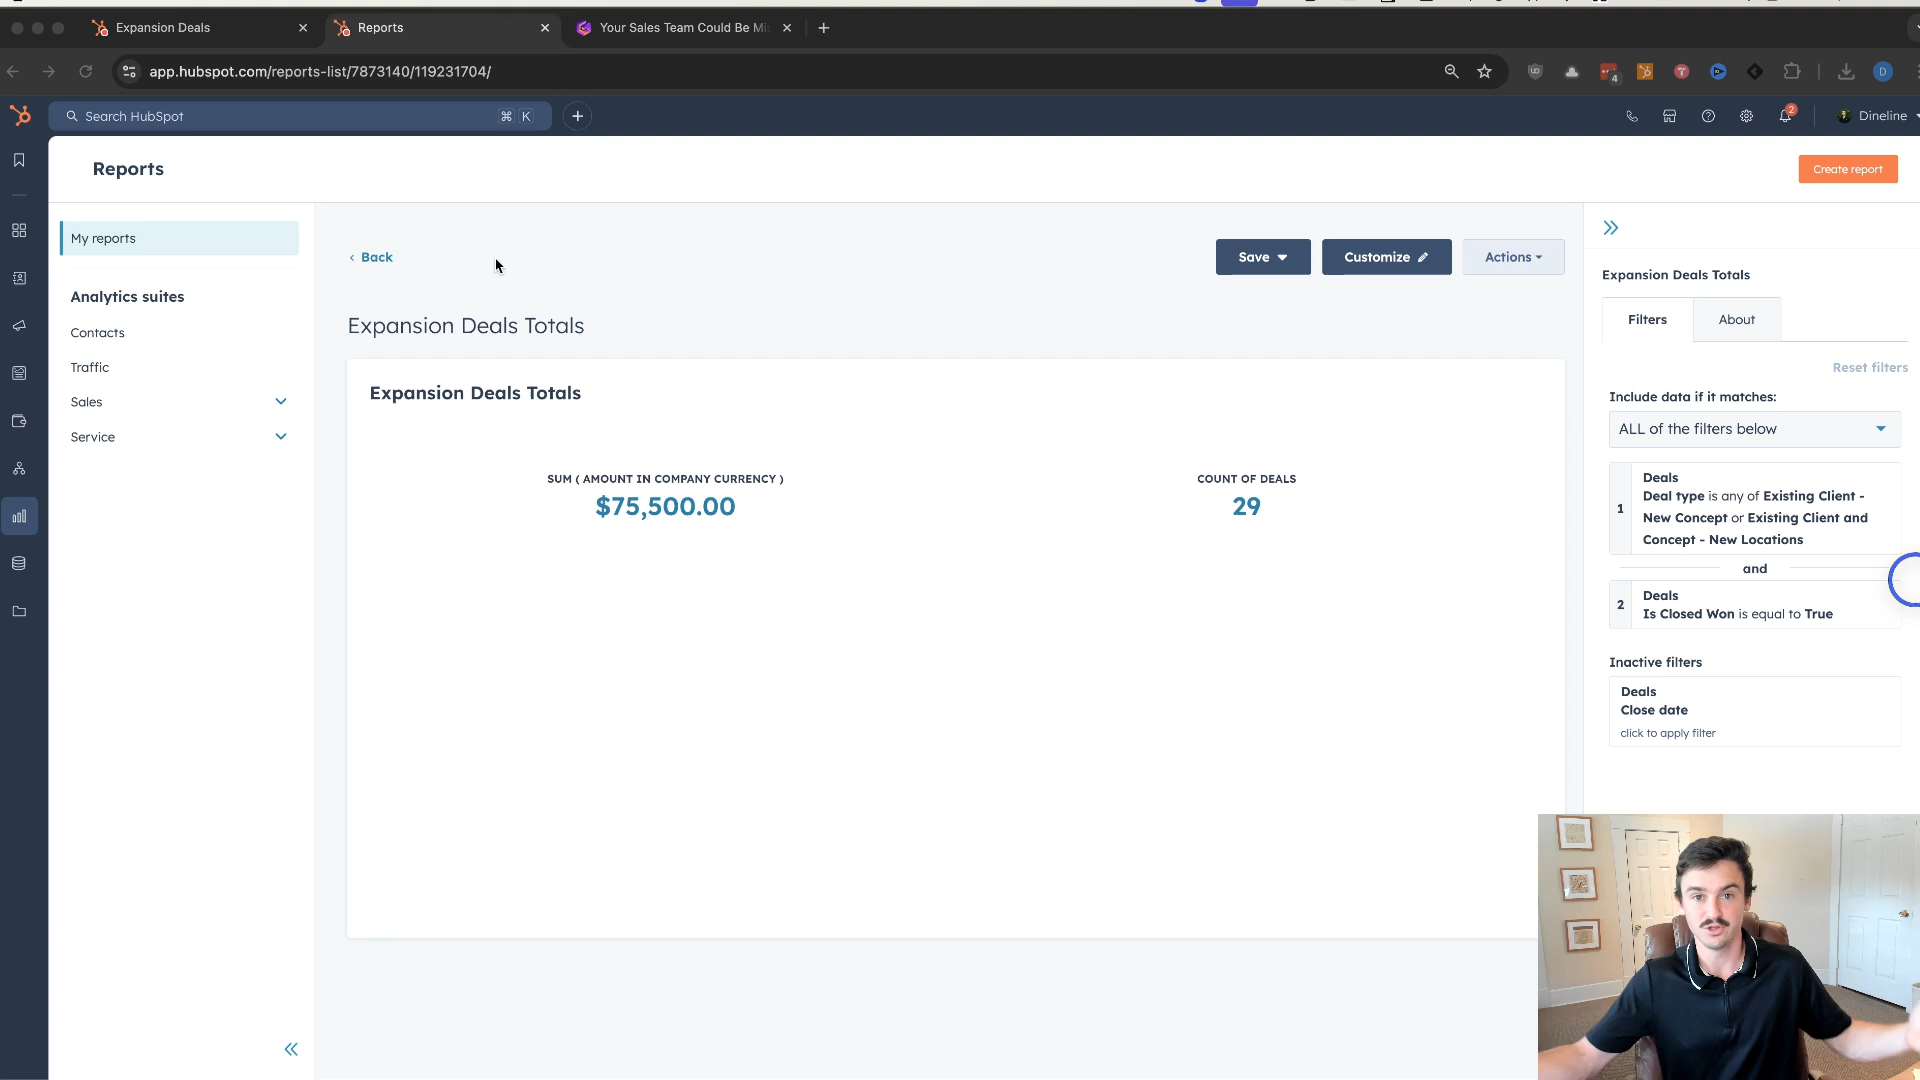 Expansion Deals
Reports
Your Sales Team Could Be Mi
app.hubspot.com/reports-list/7873140/119231704/
4
D
Search HubSpot
⌘ K
2
Dineline
Reports
Create report
My reports
Analytics suites
Contacts
Traffic
Sales
Service
Back
Save
Customize
Actions
Expansion Deals Totals
Expansion Deals Totals
SUM ( AMOUNT IN COMPANY CURRENCY )
$75,500.00
COUNT OF DEALS
29
Expansion Deals Totals
Filters
About
Reset filters
Include data if it matches:
ALL of the filters below
1
Deals
Deal type is any of Existing Client -
New Concept or Existing Client and
Concept - New Locations
and
2
Deals
Is Closed Won is equal to True
Inactive filters
Deals
Close date
click to apply filter